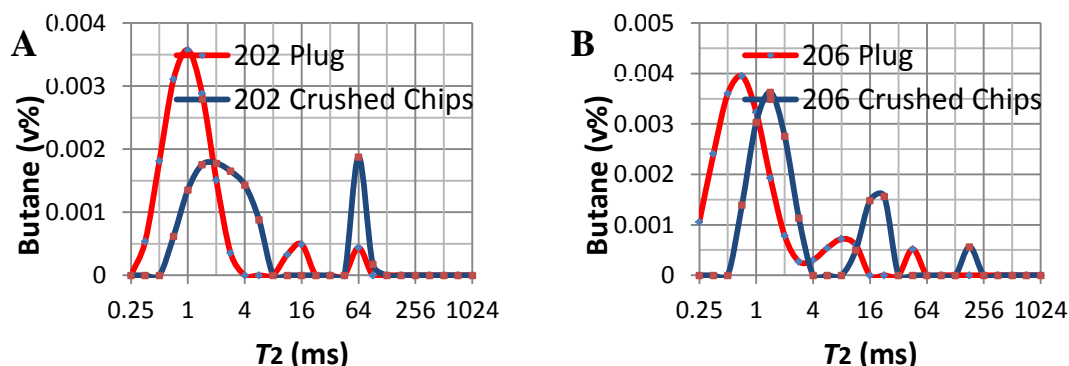 A
Butane (v%)
0.004
0.003
0.002
0.001
0
202 Plug
202 Crushed Chips
0.25 1 4 16 64 256 1024
T2 (ms)
B
Butane (v%)
0.005
0.004
0.003
0.002
0.001
0
206 Plug
206 Crushed Chips
0.25 1 4 16 64 256 1024
T2 (ms)